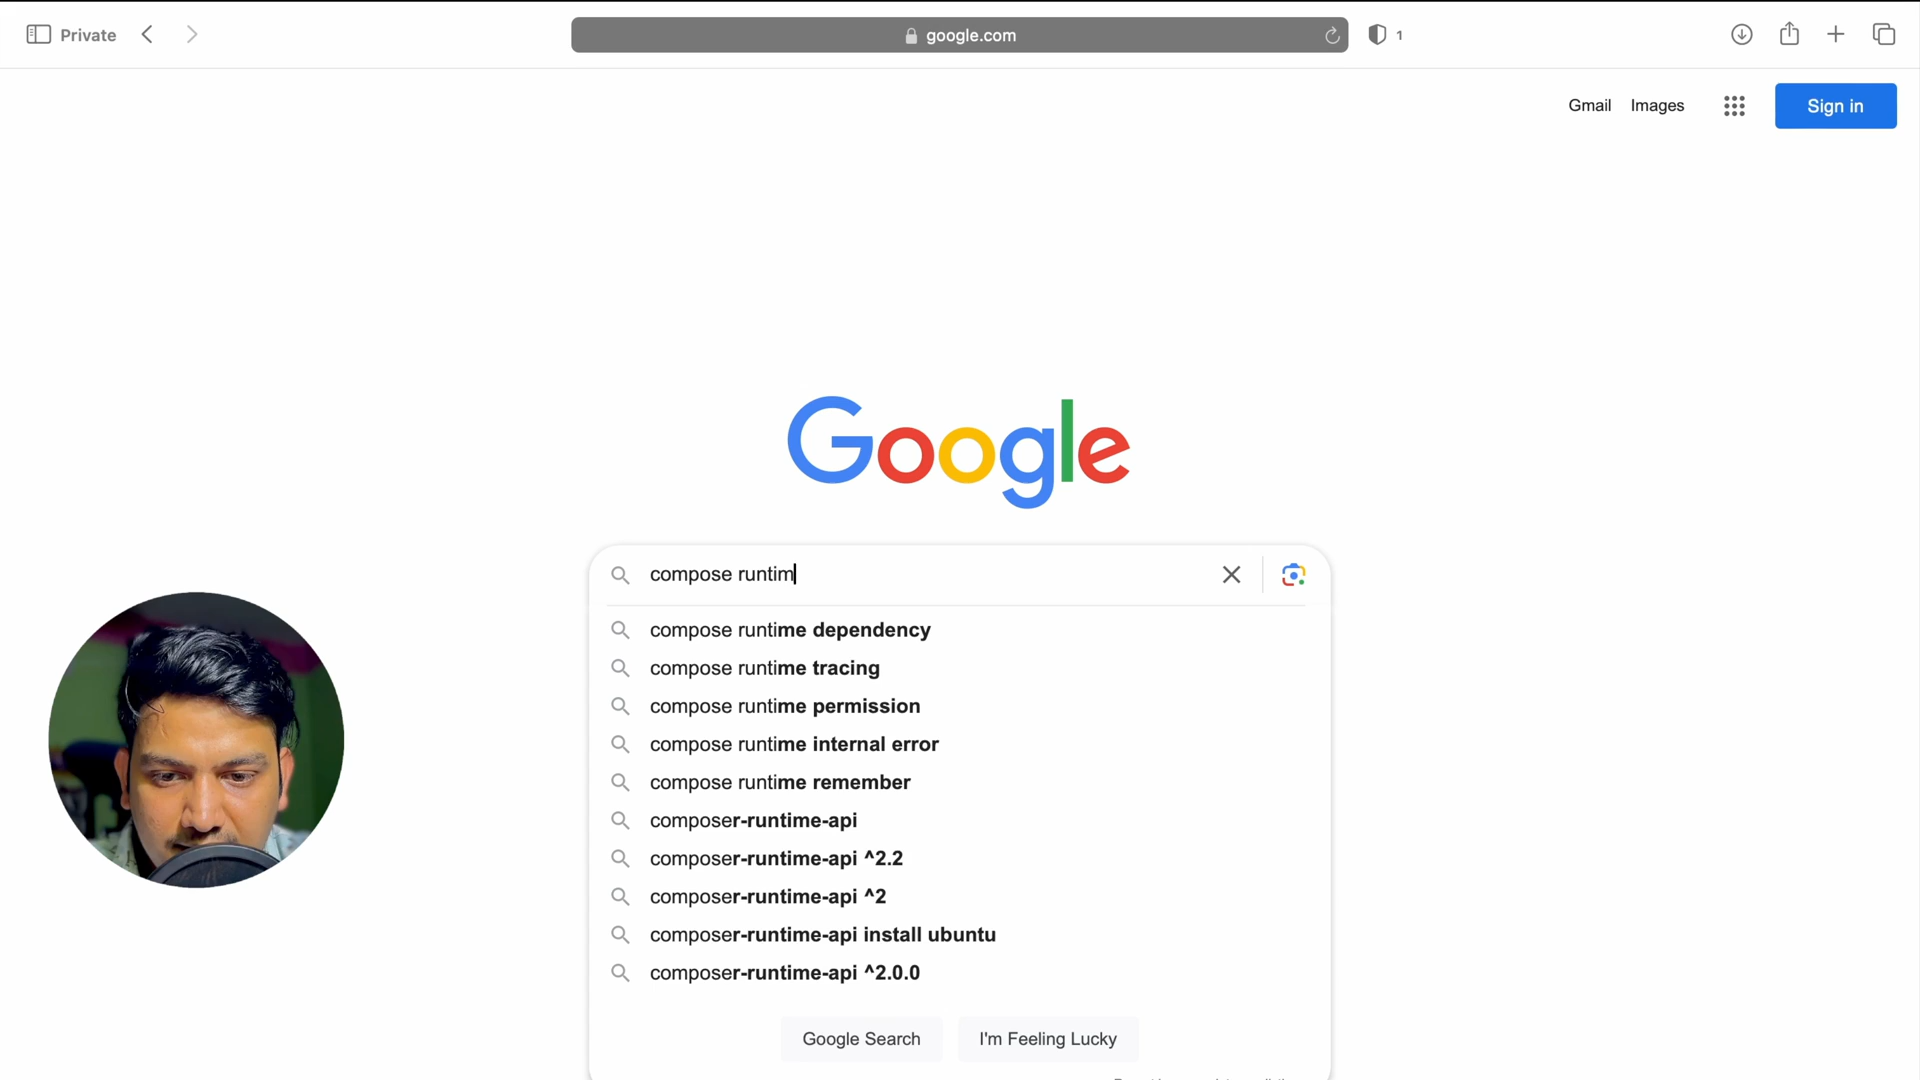 Private
google.com
1
Gmail Images
Sign in
Google
compose runtim
compose runtime dependency
compose runtime tracing
compose runtime permission
compose runtime internal error
compose runtime remember
composer-runtime-api
composer-runtime-api ^2.2
composer-runtime-api ^2
composer-runtime-api install ubuntu
composer-runtime-api ^2.0.0
Google Search I'm Feeling Lucky